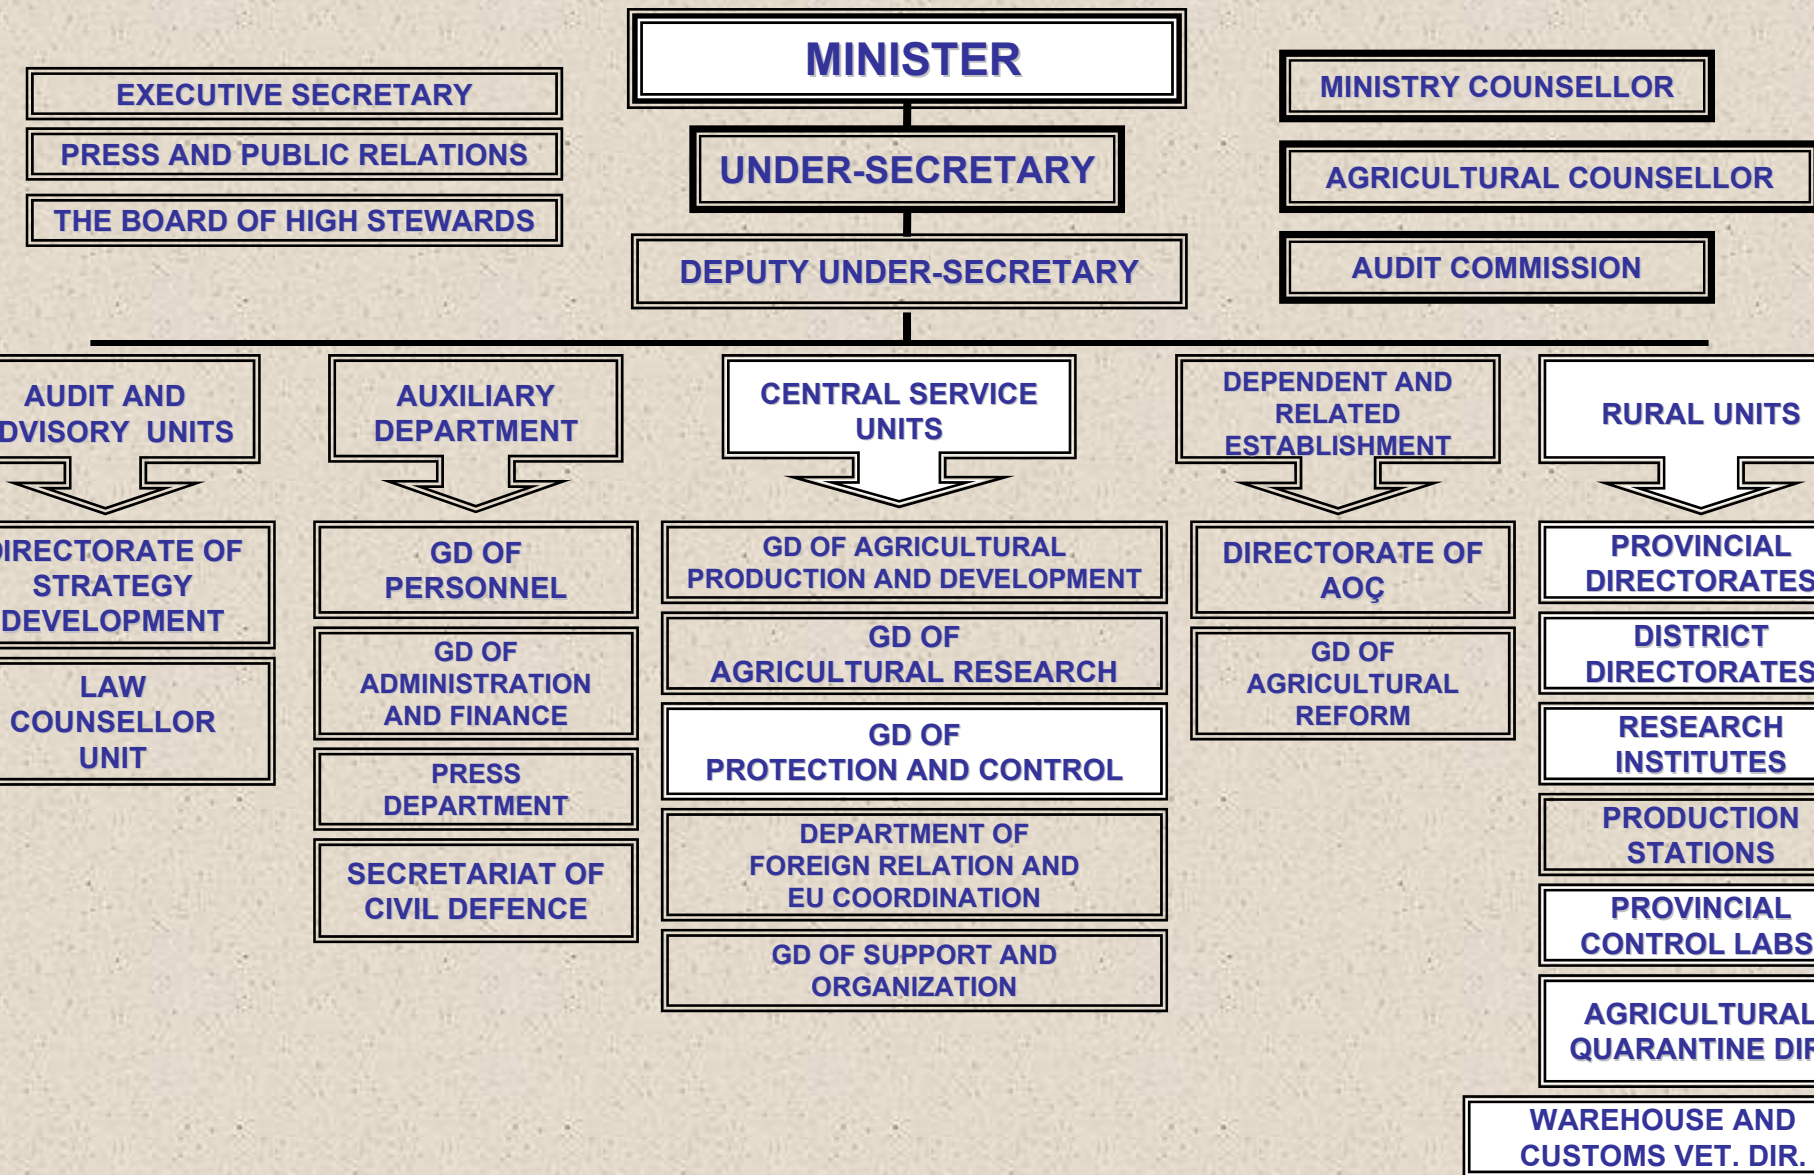 MINISTER
EXECUTIVE SECRETARY
PRESS AND PUBLIC RELATIONS
THE BOARD OF HIGH STEWARDS
UNDER-SECRETARY
DEPUTY UNDER-SECRETARY
MINISTRY COUNSELLOR
AGRICULTURAL COUNSELLOR
AUDIT COMMISSION
AUDIT AND
DVISORY UNITS
DIRECTORATE OF
STRATEGY
DEVELOPMENT
LAW
COUNSELLOR
UNIT
AUXILIARY
DEPARTMENT
GD OF
PERSONNEL
GD OF
ADMINISTRATION
AND FINANCE
PRESS
DEPARTMENT
SECRETARIAT OF
CIVIL DEFENCE
CENTRAL SERVICE
UNITS
GD OF AGRICULTURAL
PRODUCTION AND DEVELOPMENT
GD OF
AGRICULTURAL RESEARCH
GD OF
PROTECTION AND CONTROL
DEPARTMENT OF
FOREIGN RELATION AND
EU COORDINATION
GD OF SUPPORT AND
ORGANIZATION
DEPENDENT AND
RELATED
ESTABLISHMENT
DIRECTORATE OF
AOÇ
GD OF
AGRICULTURAL
REFORM
RURAL UNITS
PROVINCIAL
DIRECTORATES
DISTRICT
DIRECTORATES
RESEARCH
INSTITUTES
PRODUCTION
STATIONS
PROVINCIAL
CONTROL LABS
AGRICULTURAL
QUARANTINE DIR
WAREHOUSE AND
CUSTOMS VET. DIR.